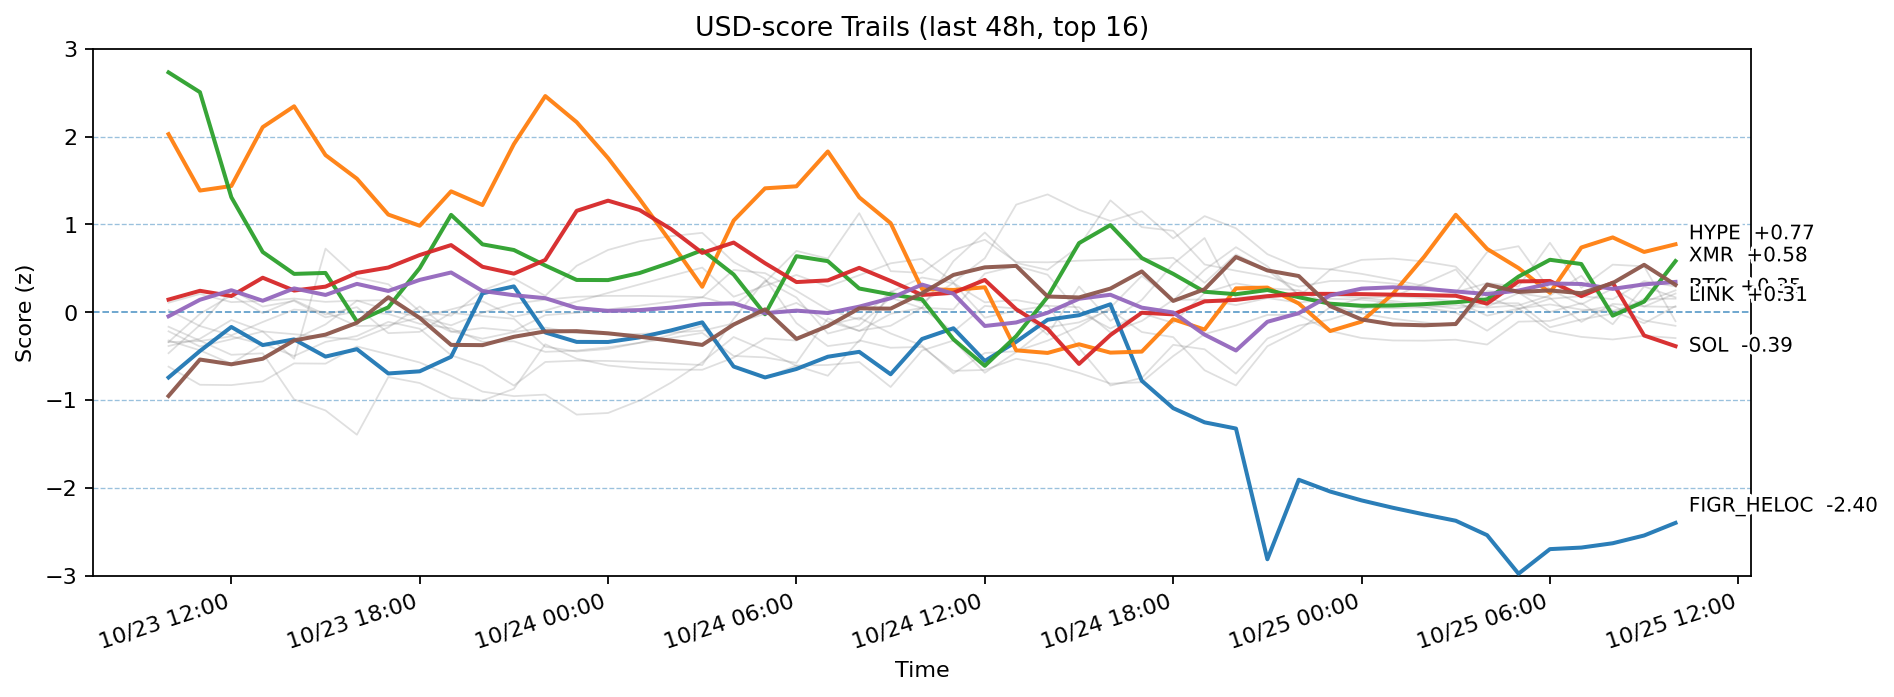 USD-score Trails (last 48h, top 16)
Score (z)
3
2
1
0
−1
−2
−3
HYPE +0.77
XMR +0.58
LINK +0.31
SOL -0.39
FIGR_HELOC -2.40
10/23 12:00
10/23 18:00
10/24 00:00
10/24 06:00
10/24 12:00
10/24 18:00
10/25 00:00
10/25 06:00
10/25 12:00
Time